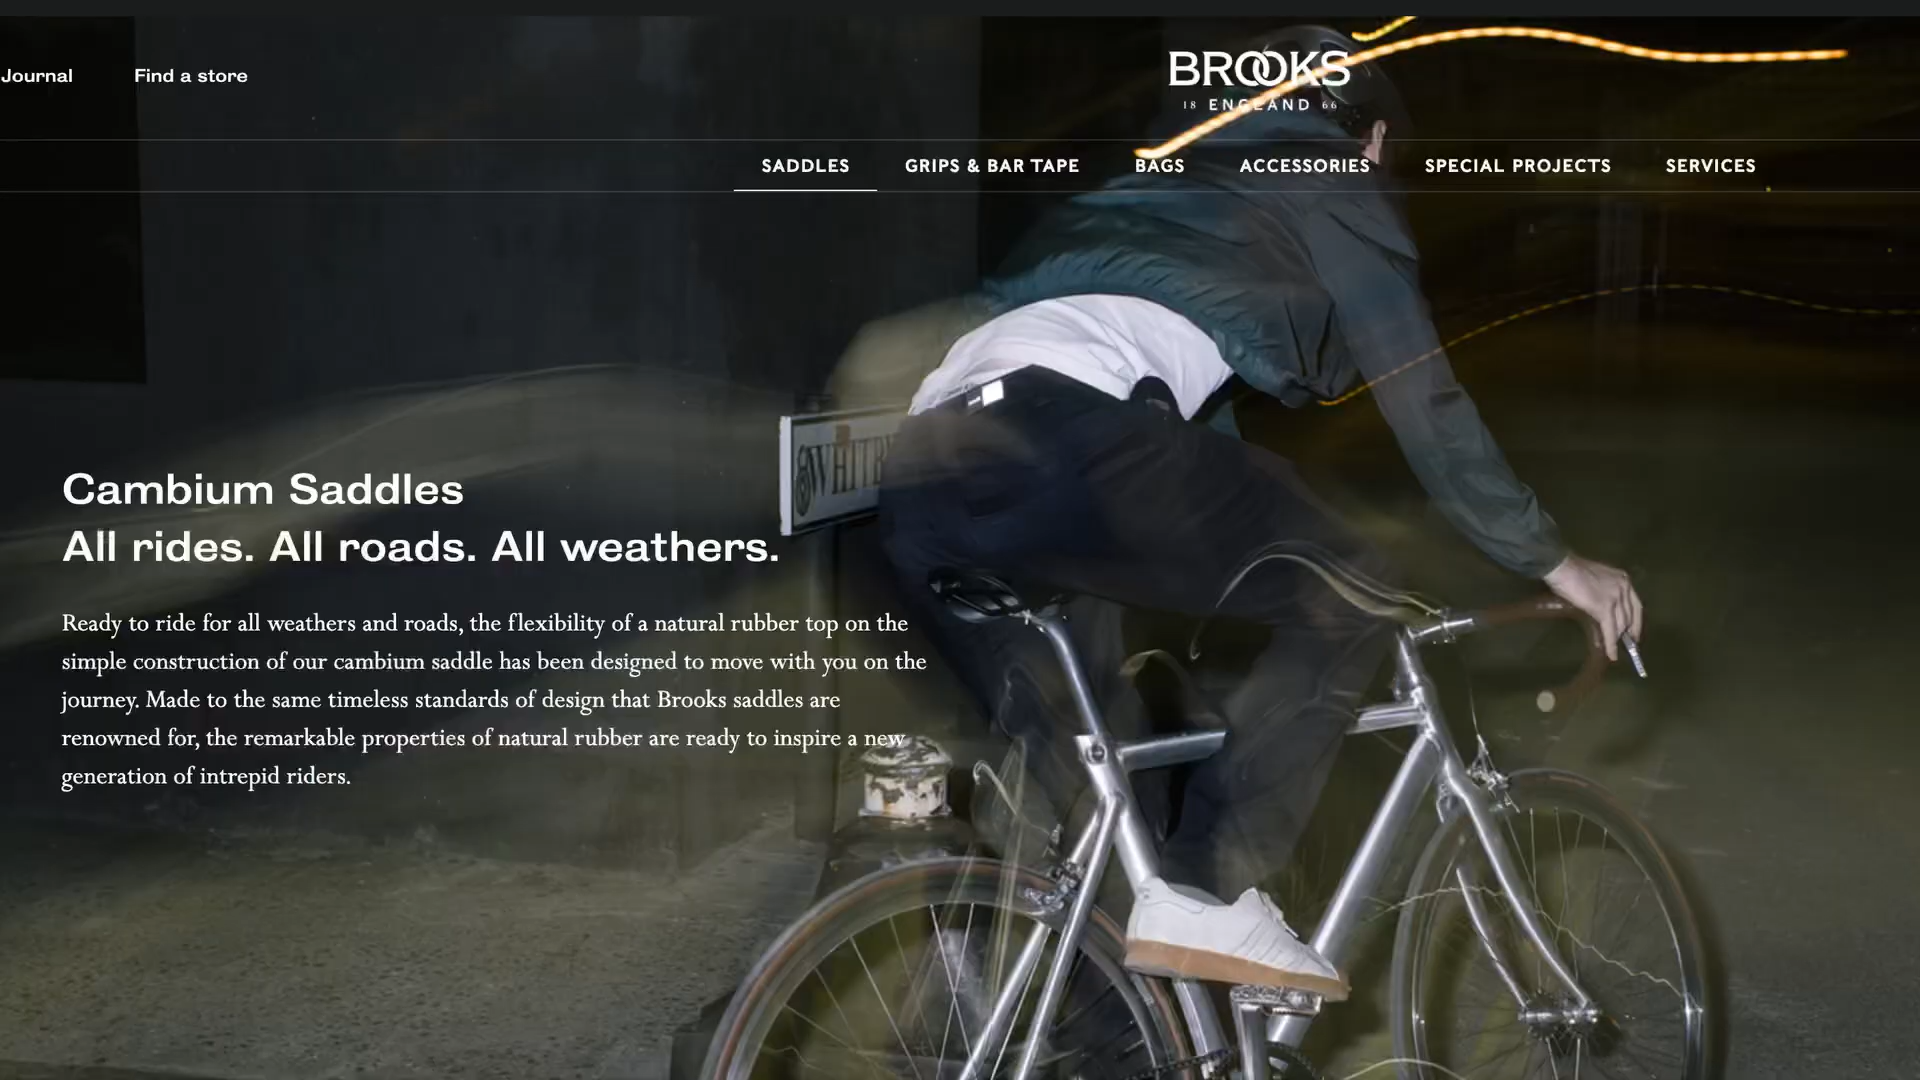 Journal
Find a store
BROOKS
18 ENGLAND 66
SADDLES
GRIPS & BAR TAPE
BAGS
ACCESSORIES
SPECIAL PROJECTS
SERVICES
WHITB
Cambium Saddles
All rides. All roads. All weathers.
Ready to ride for all weathers and roads, the flexibility of a natural rubber top on the
simple construction of our cambium saddle has been designed to move with you on the
journey. Made to the same timeless standards of design that Brooks saddles are
renowned for, the remarkable properties of natural rubber are ready to inspire a new
generation of intrepid riders.